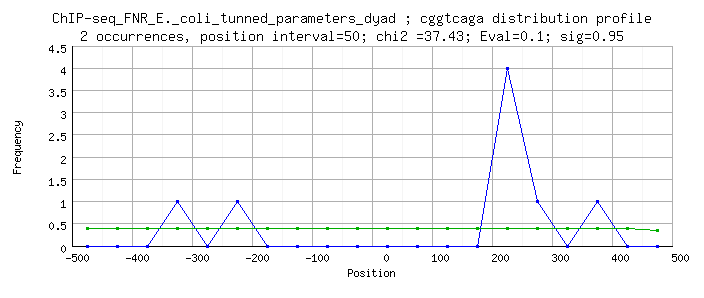 ChIP-seq_FNR_E._coli_tunned_parameters_dyad ; cggtcaga distribution profile
2 occurrences, position interval=50; chi2 =37.43; Eval=0.1; sig=0.95
4.5
4
3.5
3
2.5
2
1.5
1
0.5
0
Frequency
-500 -400 -300 -200 -100 0 100 200 300 400 500
Position